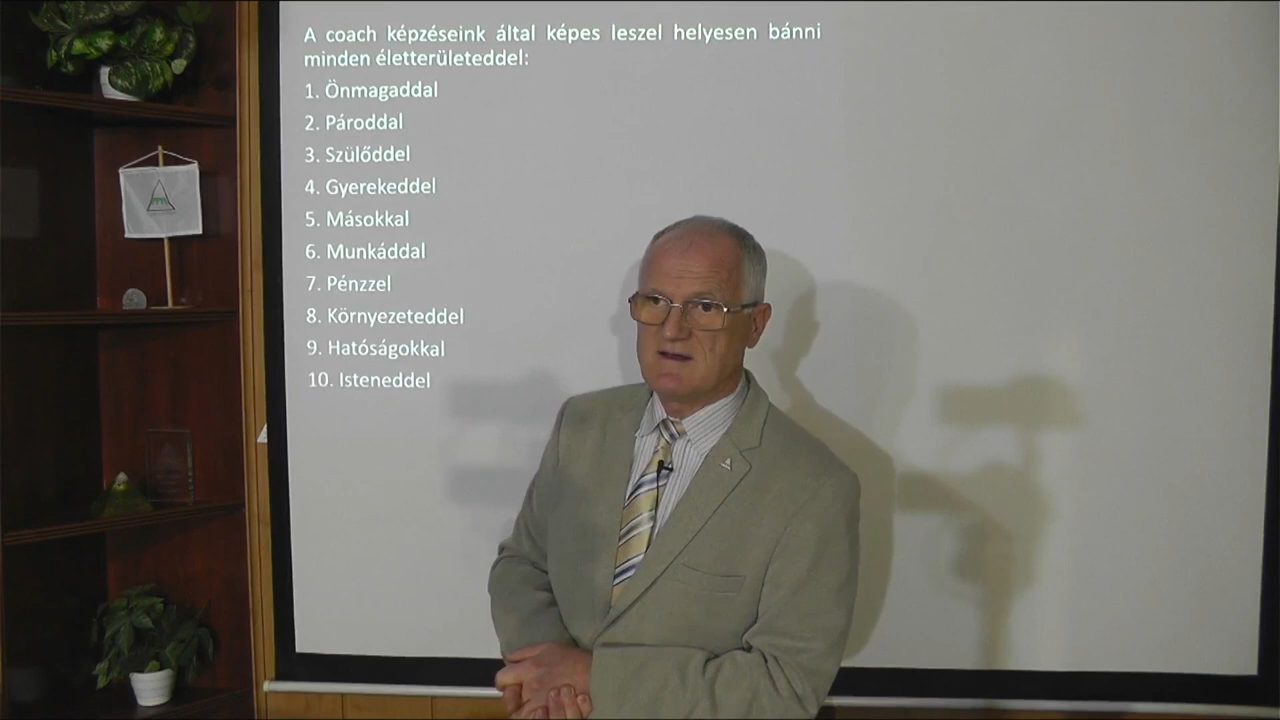 A coach képzéseink által képes leszel helyesen bánni
minden életterületeddel:
1. Önmagaddal
2. Pároddal
3. Szülőddel
4. Gyerekeddel
5. Másokkal
6. Munkáddal
7. Pénzzel
8. Környezeteddel
9. Hatóságokkal
10. Isteneddel